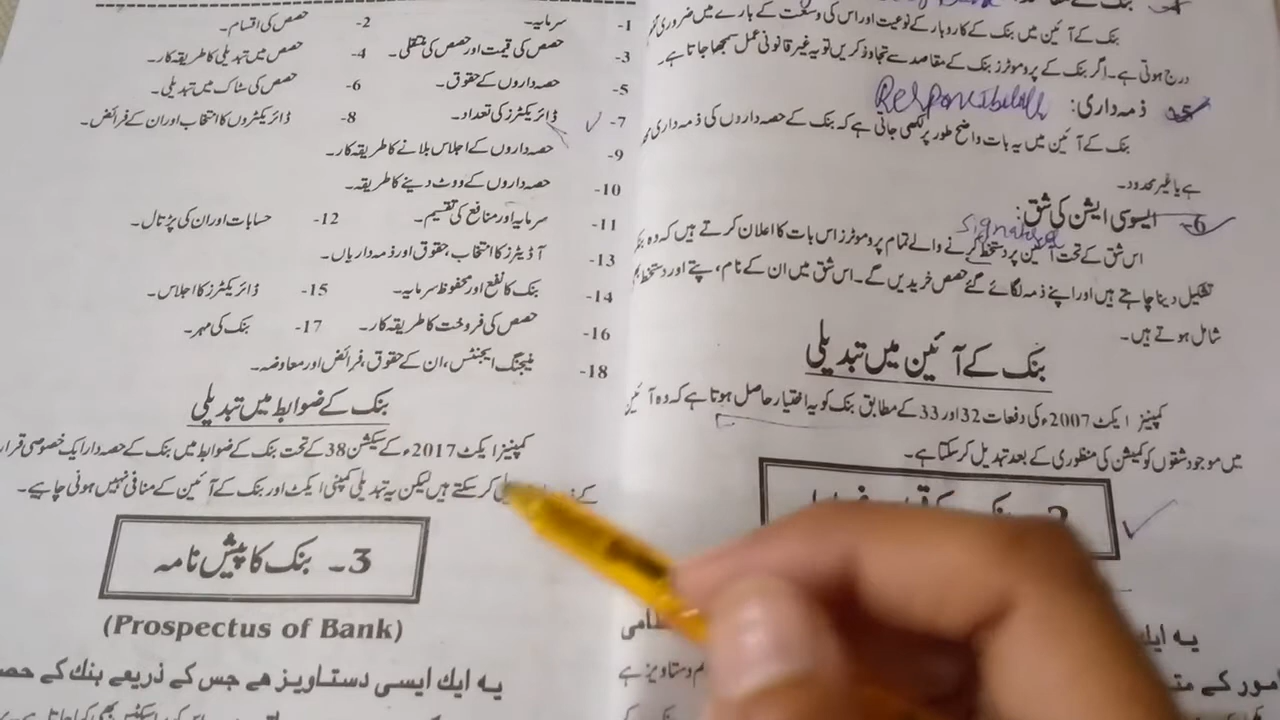 بنک کے آئین میں بنک کے کاروبار کے نوعیت اور اس کی وسعت کے بارے میں ضروری
درج ہوتی ہے۔ اگر بنک کے پروموٹرز بنک کے مقاصد سے تجاوز کریں تو یہ غیر قانونی عمل سمجھا جاتا ہے۔
5- ذمہ داری:
بنک کے آئین میں یہ بات واضح طور پر لکھی جاتی ہے کہ بنک کے حصہ داروں کی ذمہ داری
ہے یا غیر محدود۔
6- ایسوسی ایشن کی شق:
اس شق کے تحت آئین پر دستخط کرنے والے تمام پروموٹرز اس بات کا اعلان کرتے ہیں کہ وہ
تشکیل دینا چاہتے ہیں اور اپنے ذمہ لگائے گئے حصص خریدیں گے۔ اس شق میں ان کے نام، پتے اور دستخط
شامل ہوتے ہیں۔
بنک کے آئین میں تبدیلی
کمپنیز ایکٹ 2007ء کی دفعات 32 اور 33 کے مطابق بنک کو یہ اختیار حاصل ہوتا ہے کہ وہ آئین
میں موجود شقوں کو کمیشن کی منظوری کے بعد تبدیل کر سکتا ہے۔
یہ ایک
1- سرمایہ۔ 2- حصص کی اقسام۔
3- حصص کی قیمت اور حصص کی منتقلی۔ 4- حصص میں تبدیلی کا طریقہ کار۔
5- حصہ داروں کے حقوق۔ 6- حصص کی سٹاک میں تبدیلی۔
7- ڈائریکٹرز کی تعداد۔ 8- ڈائریکٹروں کا انتخاب اور ان کے فرائض۔
9- حصہ داروں کے اجلاس بلانے کا طریقہ کار۔
10- حصہ داروں کے ووٹ دینے کا طریقہ۔
11- سرمایہ اور منافع کی تقسیم۔ 12- حسابات اور ان کی پڑتال۔
13- آڈیٹرز کا انتخاب، حقوق اور ذمہ داریاں۔
14- بنک کا نفع اور محفوظ سرمایہ۔ 15- ڈائریکٹرز کا اجلاس۔
16- حصص کی فروخت کا طریقہ کار۔ 17- بنک کی مہر۔
18- منیجنگ ایجنٹس، ان کے حقوق، فرائض اور معاوضہ۔
بنک کے ضوابط میں تبدیلی
کمپنیز ایکٹ 2017ء کے سیکشن 38 کے تحت بنک کے ضوابط میں بنک کے حصہ دار ایک خصوصی قرار
کر سکتے ہیں لیکن یہ تبدیلی کمپنی ایکٹ اور بنک کے آئین کے منافی نہیں ہونی چاہیے۔
3۔ بنک کا پیش نامہ
(Prospectus of Bank)
یہ ایک ایسی دستاویز ہے جس کے ذریعے بنک کے